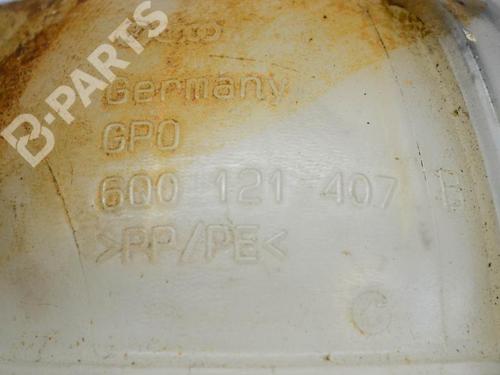 B-PARTS
Germany
GPO
6Q0 121 407 E
>PP/PE<
C